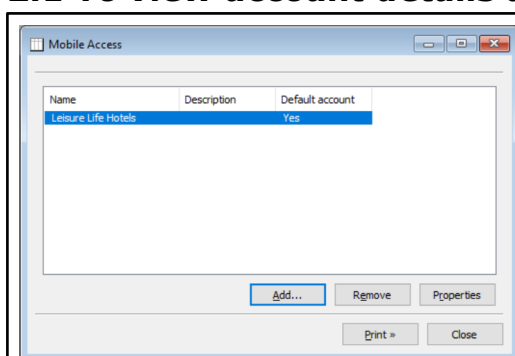 Mobile Access
Name Description Default account
Leisure Life Hotels Yes
Add... Remove Properties
Print » Close